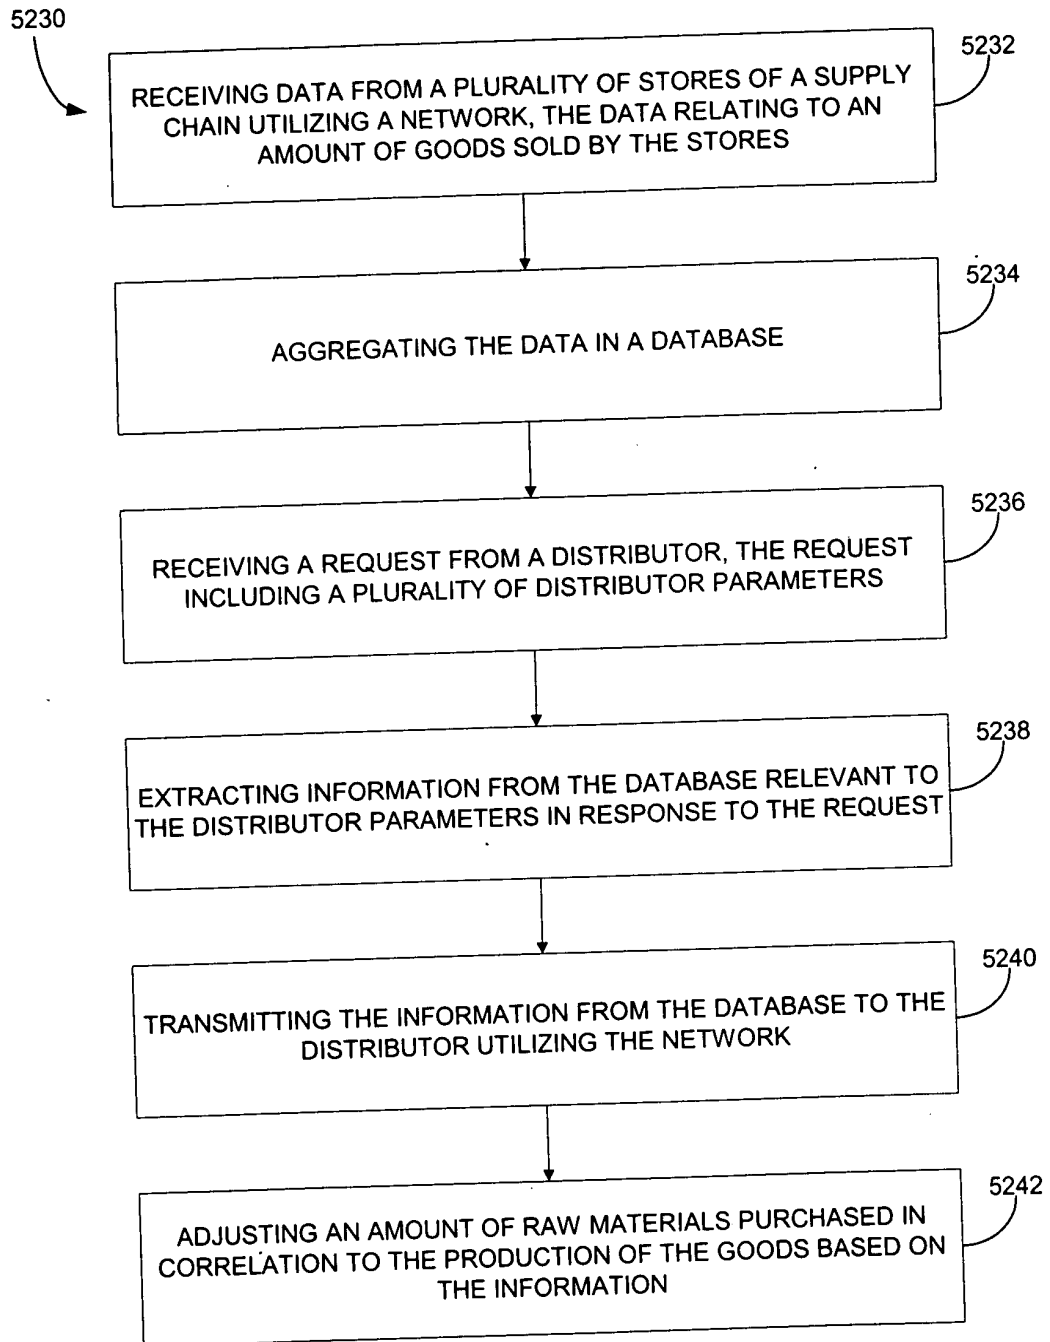 5230
5232
RECEIVING DATA FROM A PLURALITY OF STORES OF A SUPPLY
CHAIN UTILIZING A NETWORK, THE DATA RELATING TO AN
AMOUNT OF GOODS SOLD BY THE STORES
5234
AGGREGATING THE DATA IN A DATABASE
5236
RECEIVING A REQUEST FROM A DISTRIBUTOR, THE REQUEST
INCLUDING A PLURALITY OF DISTRIBUTOR PARAMETERS
5238
EXTRACTING INFORMATION FROM THE DATABASE RELEVANT TO
THE DISTRIBUTOR PARAMETERS IN RESPONSE TO THE REQUEST
5240
TRANSMITTING THE INFORMATION FROM THE DATABASE TO THE
DISTRIBUTOR UTILIZING THE NETWORK
5242
ADJUSTING AN AMOUNT OF RAW MATERIALS PURCHASED IN
CORRELATION TO THE PRODUCTION OF THE GOODS BASED ON
THE INFORMATION